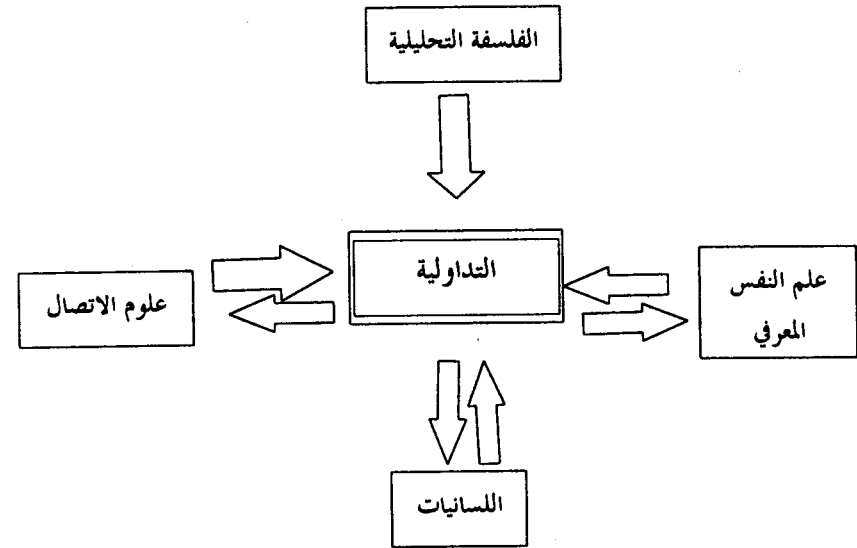 الفلسفة التحليلية
التداولية
علم النفس
المعرفي
علوم الاتصال
اللسانيات